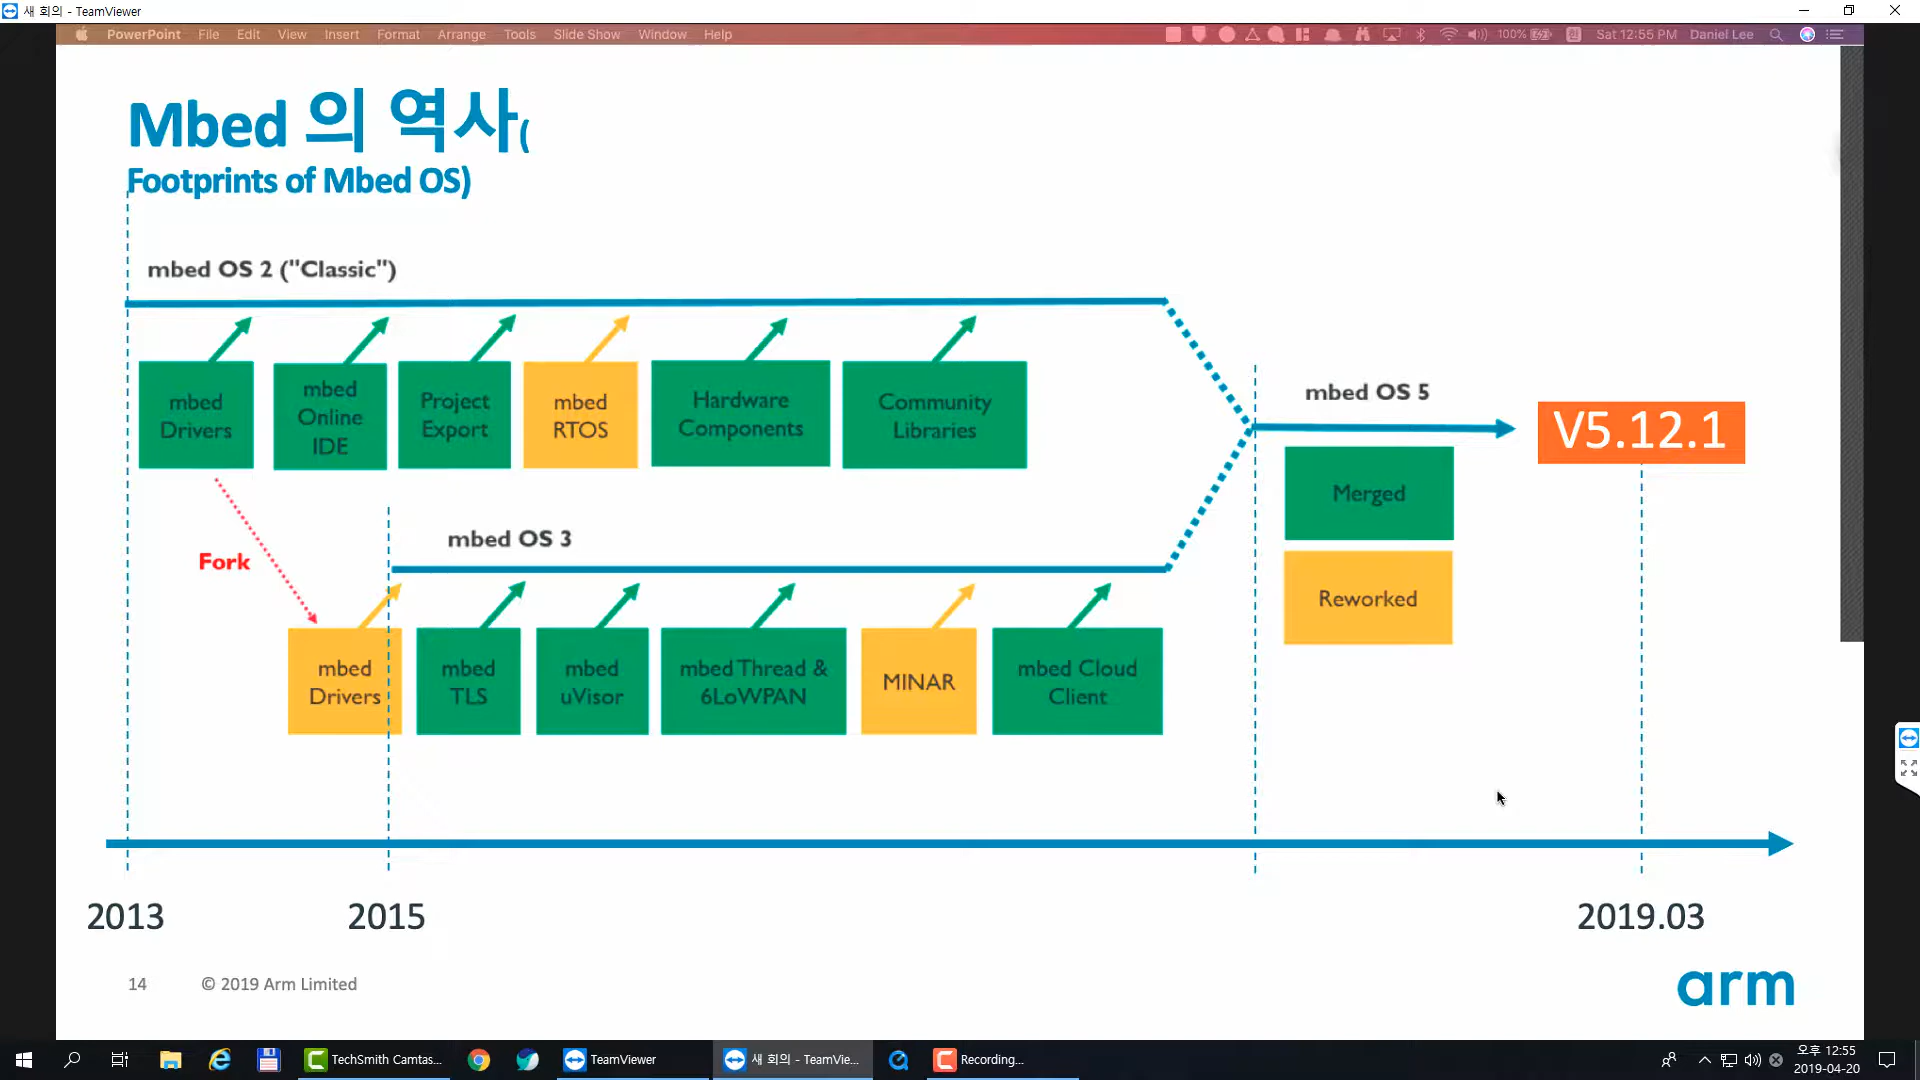 새 회의 - TeamViewer
PowerPoint File Edit View Insert Format Arrange Tools Slide Show Window Help
100% Sat 12:55 PM Daniel Lee
Mbed 의 역사(
Footprints of Mbed OS)
mbed OS 2 ("Classic")
mbed
Drivers
mbed
Online
IDE
Project
Export
mbed
RTOS
Hardware
Components
Community
Libraries
mbed OS 5
V5.12.1
Merged
Reworked
Fork
mbed OS 3
mbed
Drivers
mbed
TLS
mbed
uVisor
mbed Thread &
6LoWPAN
MINAR
mbed Cloud
Client
2013
2015
2019.03
14
© 2019 Arm Limited
arm
TechSmith Camtas...
TeamViewer
새 회의 - TeamVie...
Recording...
오후 12:55
2019-04-20